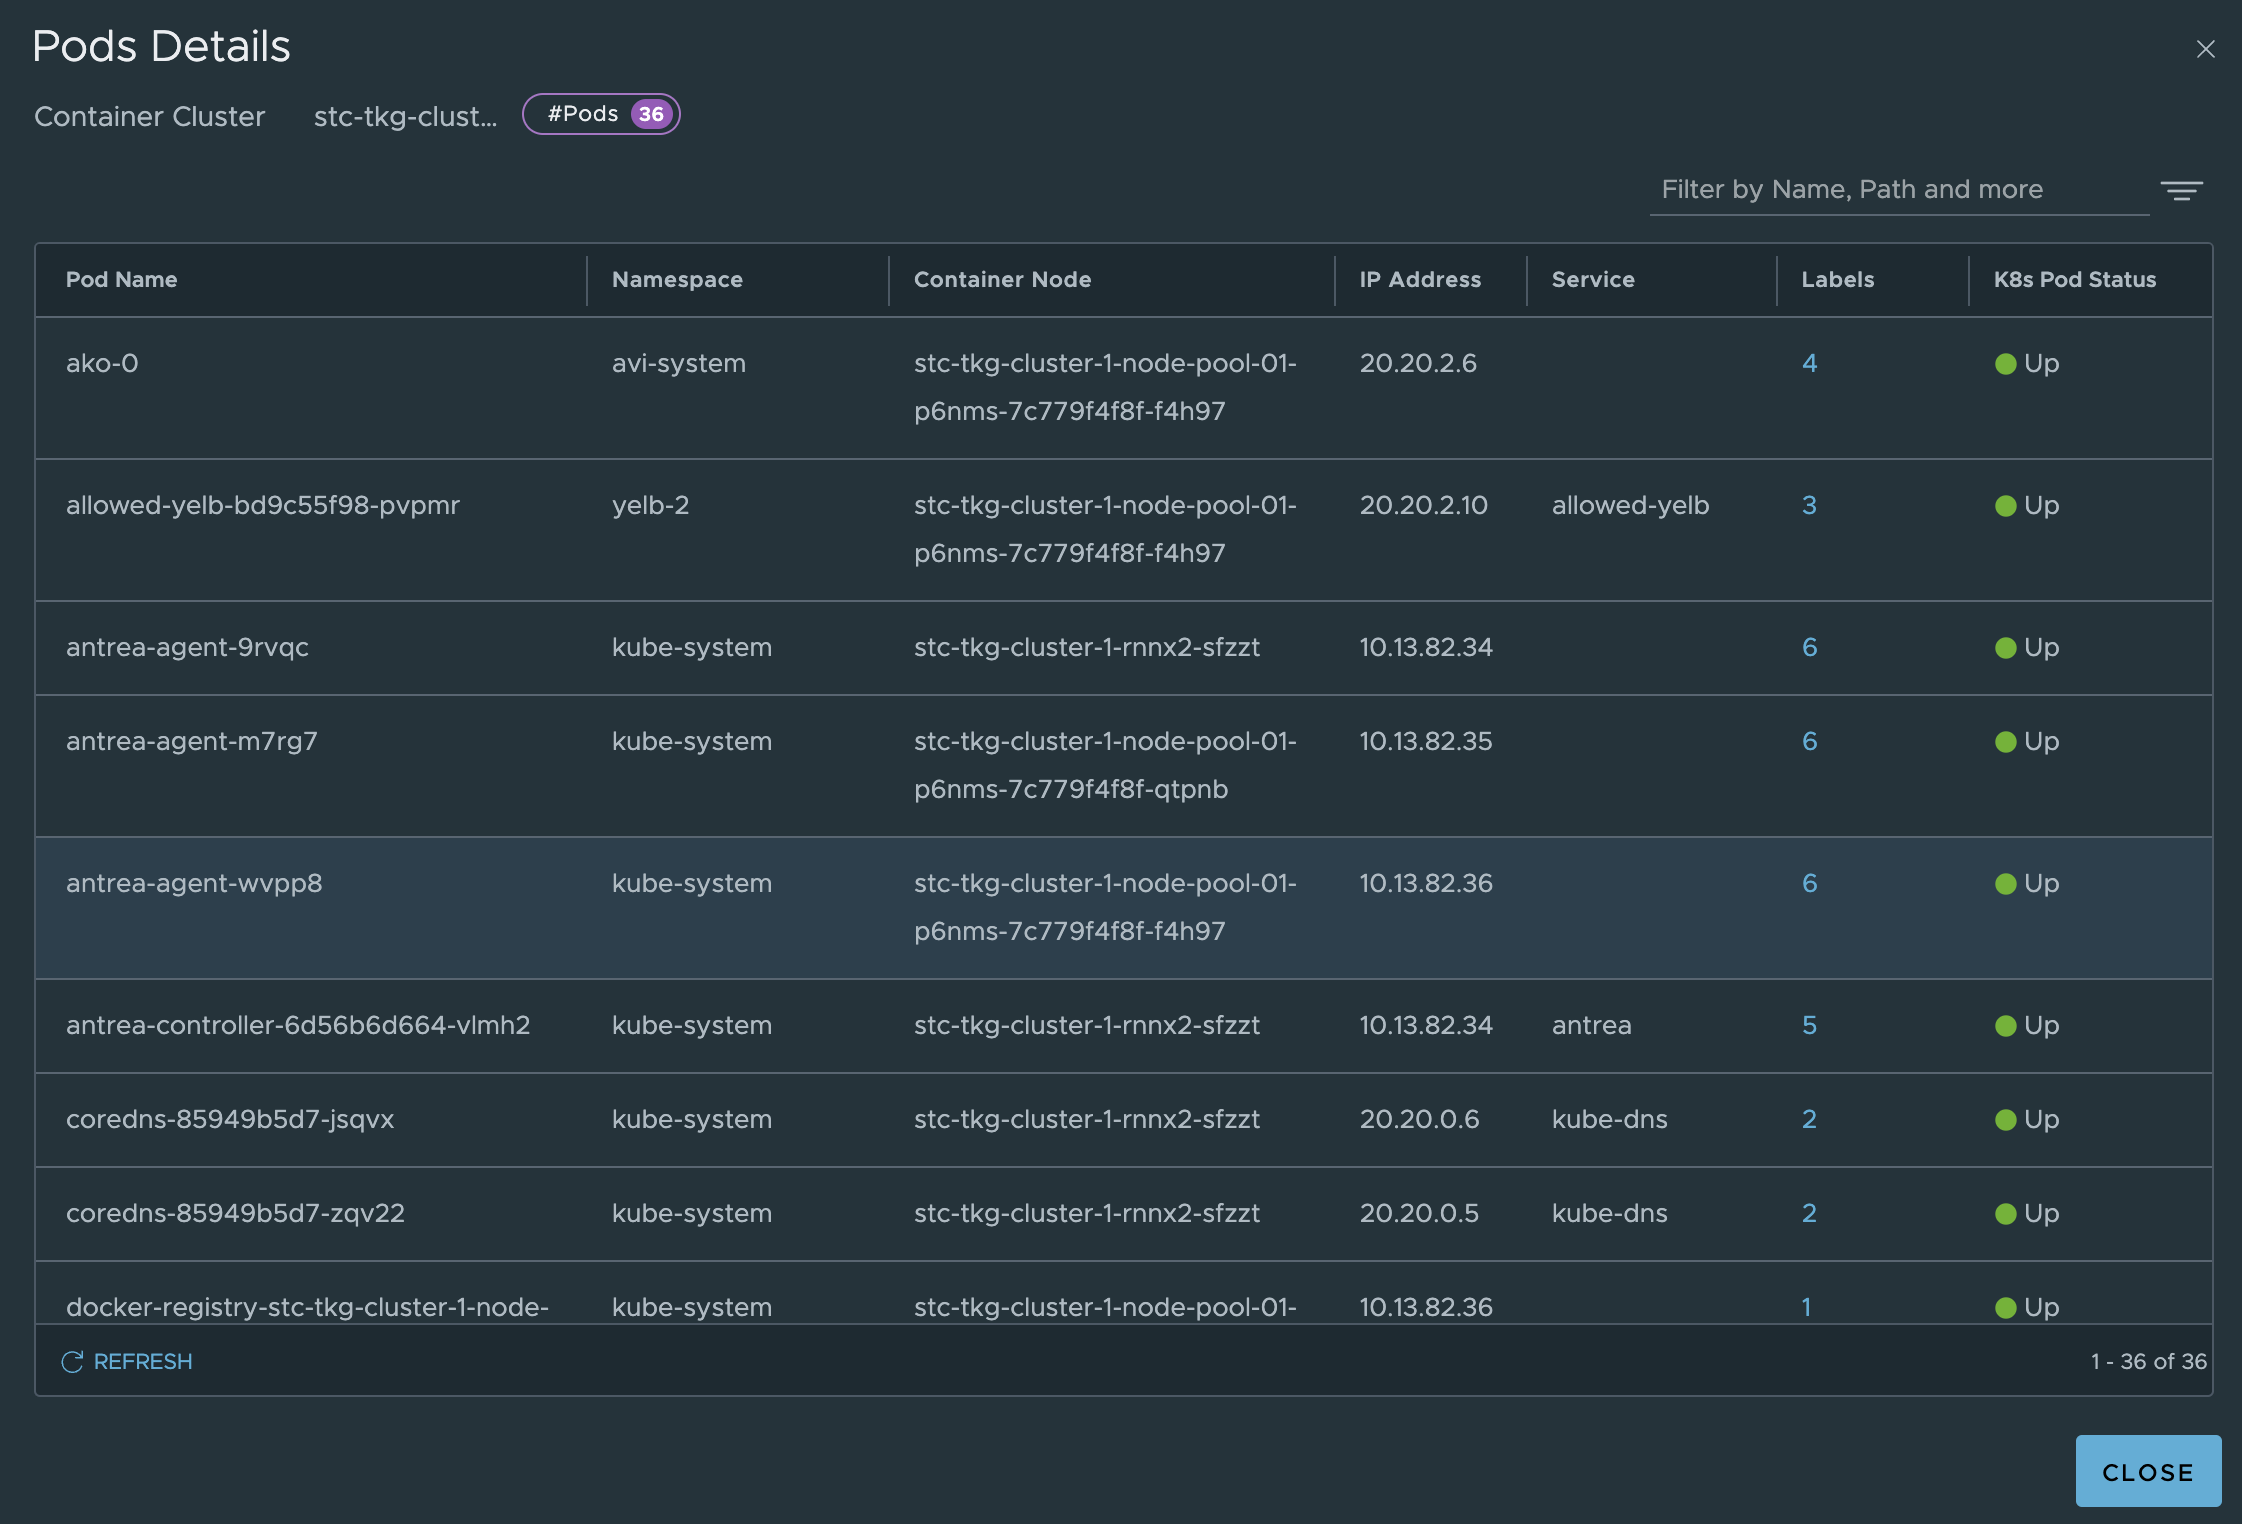 Pods Details
Container Cluster stc-tkg-clust... #Pods 36
Filter by Name, Path and more
Pod Name Namespace Container Node IP Address Service Labels K8s Pod Status
ako-0 avi-system stc-tkg-cluster-1-node-pool-01- 20.20.2.6 4 Up
p6nms-7c779f4f8f-f4h97
allowed-yelb-bd9c55f98-pvpmr yelb-2 stc-tkg-cluster-1-node-pool-01- 20.20.2.10 allowed-yelb 3 Up
p6nms-7c779f4f8f-f4h97
antrea-agent-9rvqc kube-system stc-tkg-cluster-1-rnnx2-sfzzt 10.13.82.34 6 Up
antrea-agent-m7rg7 kube-system stc-tkg-cluster-1-node-pool-01- 10.13.82.35 6 Up
p6nms-7c779f4f8f-qtpnb
antrea-agent-wvpp8 kube-system stc-tkg-cluster-1-node-pool-01- 10.13.82.36 6 Up
p6nms-7c779f4f8f-f4h97
antrea-controller-6d56b6d664-vlmh2 kube-system stc-tkg-cluster-1-rnnx2-sfzzt 10.13.82.34 antrea 5 Up
coredns-85949b5d7-jsqvx kube-system stc-tkg-cluster-1-rnnx2-sfzzt 20.20.0.6 kube-dns 2 Up
coredns-85949b5d7-zqv22 kube-system stc-tkg-cluster-1-rnnx2-sfzzt 20.20.0.5 kube-dns 2 Up
docker-registry-stc-tkg-cluster-1-node- kube-system stc-tkg-cluster-1-node-pool-01- 10.13.82.36 1 Up
REFRESH 1 - 36 of 36
CLOSE